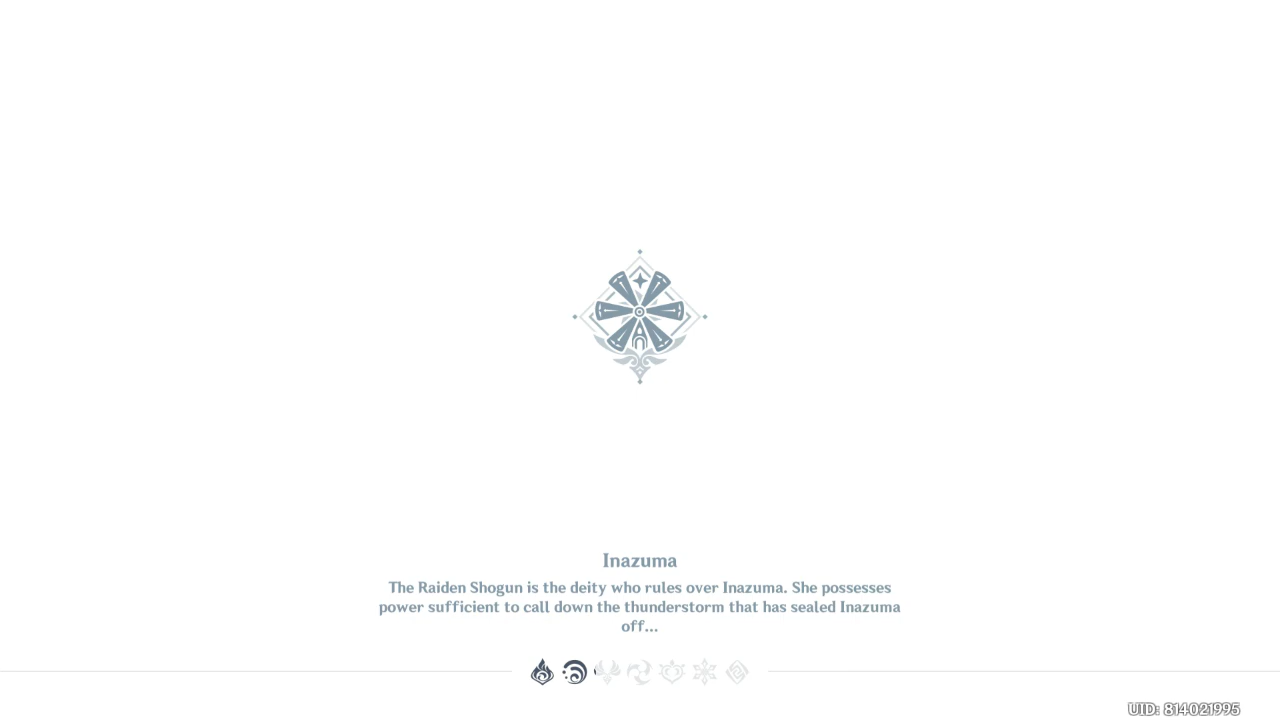 Inazuma
The Raiden Shogun is the deity who rules over Inazuma. She possesses
power sufficient to call down the thunderstorm that has sealed Inazuma
off...
UID: 814021995